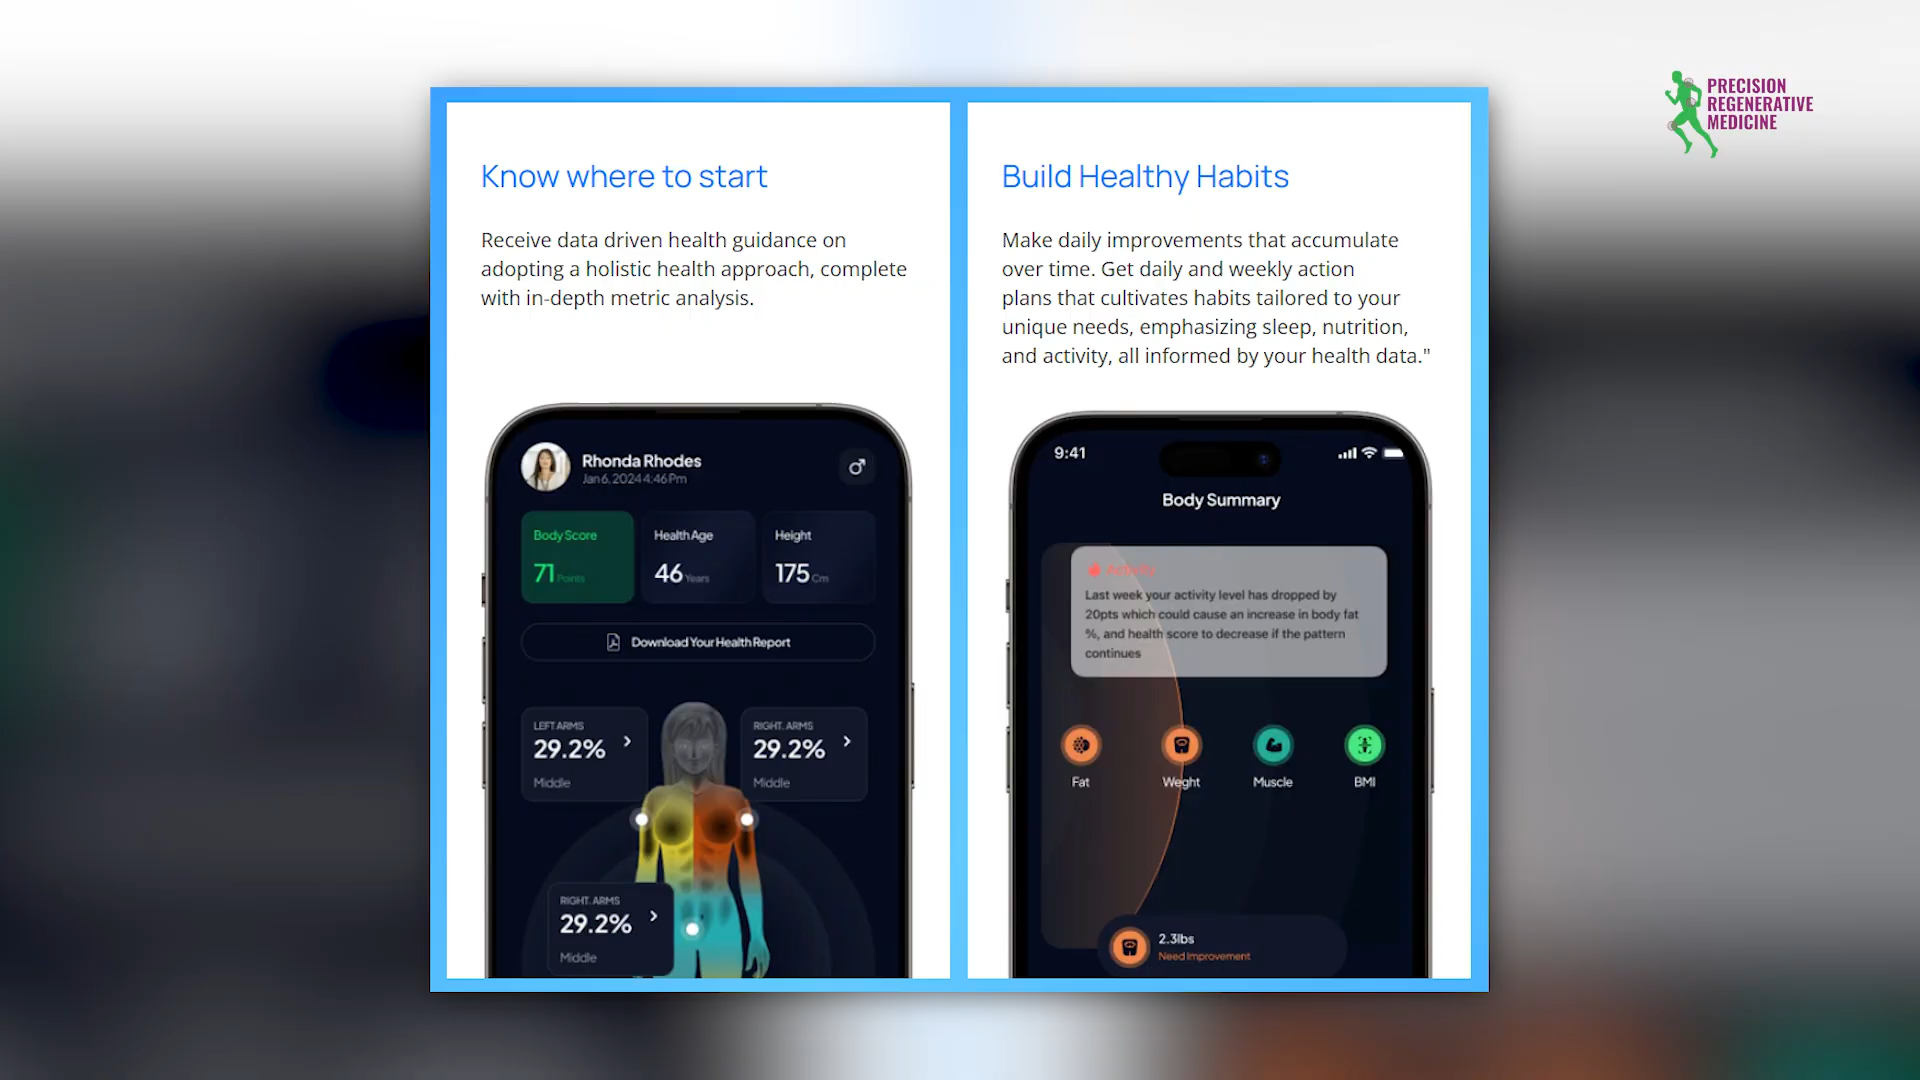 PRECISION
REGENERATIVE
MEDICINE
Know where to start
Receive data driven health guidance on
adopting a holistic health approach, complete
with in-depth metric analysis.
Rhonda Rhodes
Jan 6, 2024 4:46 Pm
Body Score
71 Points
Health Age
46 Years
Height
175 Cm
Download Your Health Report
LEFT ARMS
29.2%
Middle
RIGHT. ARMS
29.2%
Middle
RIGHT. ARMS
29.2%
Middle
Build Healthy Habits
Make daily improvements that accumulate
over time. Get daily and weekly action
plans that cultivates habits tailored to your
unique needs, emphasizing sleep, nutrition,
and activity, all informed by your health data."
9:41
Body Summary
Activity
Last week your activity level has dropped by
20pts which could cause an increase in body fat
%, and health score to decrease if the pattern
continues
Fat
Weght
Muscle
BMI
2.3lbs
Need Improvement